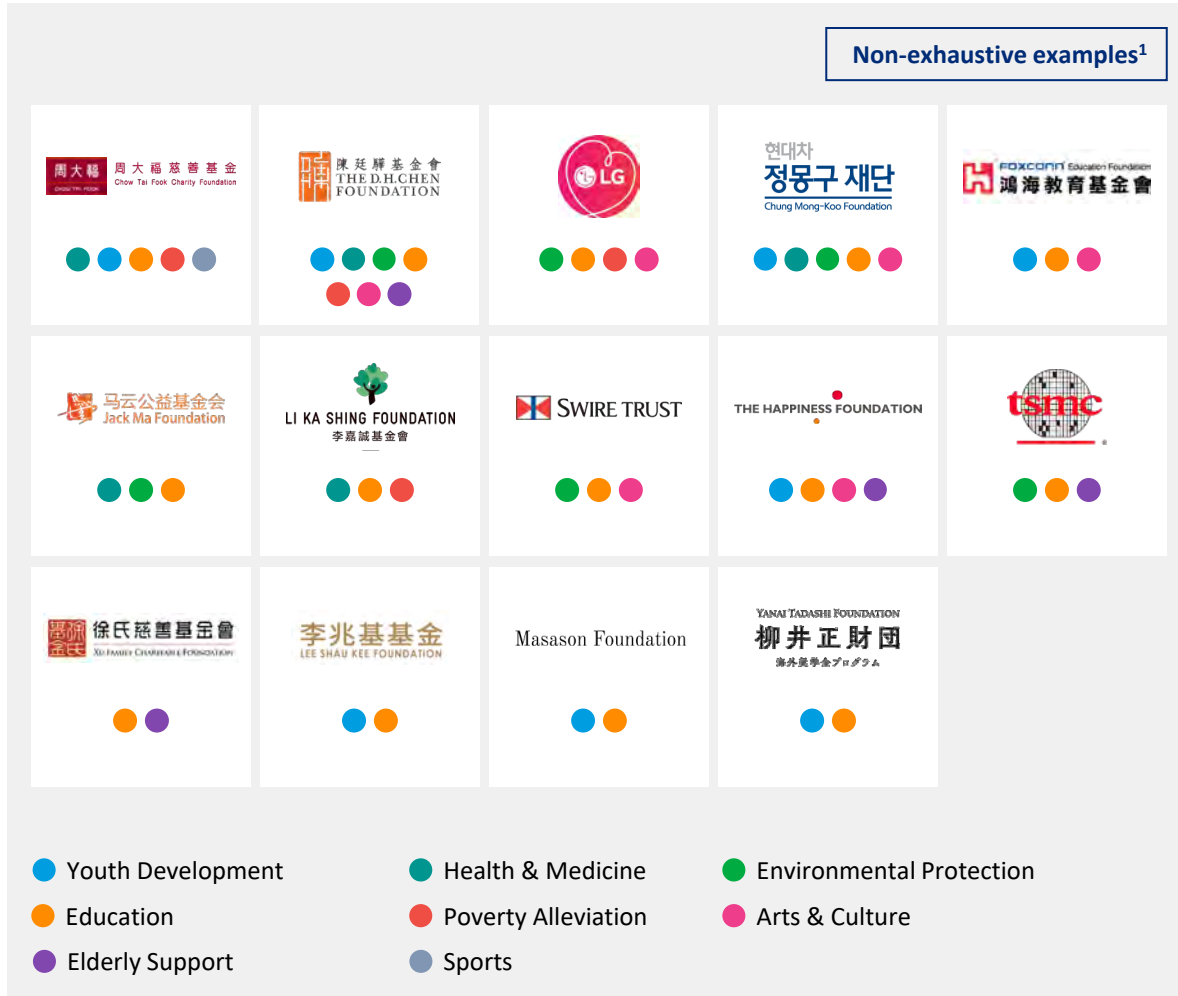 Non-exhaustive examples1
周大福
CHOW TAI FOOK
周大福慈善基金
Chow Tai Fook Charity Foundation
陳廷驊基金會
THE D.H.CHEN
FOUNDATION
LG
현대차
정몽구 재단
Chung Mong-Koo Foundation
FOXCONN Education Foundation
鴻海教育基金會
马云公益基金会
Jack Ma Foundation
LI KA SHING FOUNDATION
李嘉誠基金會
SWIRE TRUST
THE HAPPINESS FOUNDATION
tsmc
徐氏慈善基金會
XU FAMILY CHARITABLE FOUNDATION
李兆基基金
LEE SHAU KEE FOUNDATION
Masason Foundation
YANAI TADASHI FOUNDATION
柳井正財団
海外奨学金プログラム
Youth Development
Health & Medicine
Environmental Protection
Education
Poverty Alleviation
Arts & Culture
Elderly Support
Sports